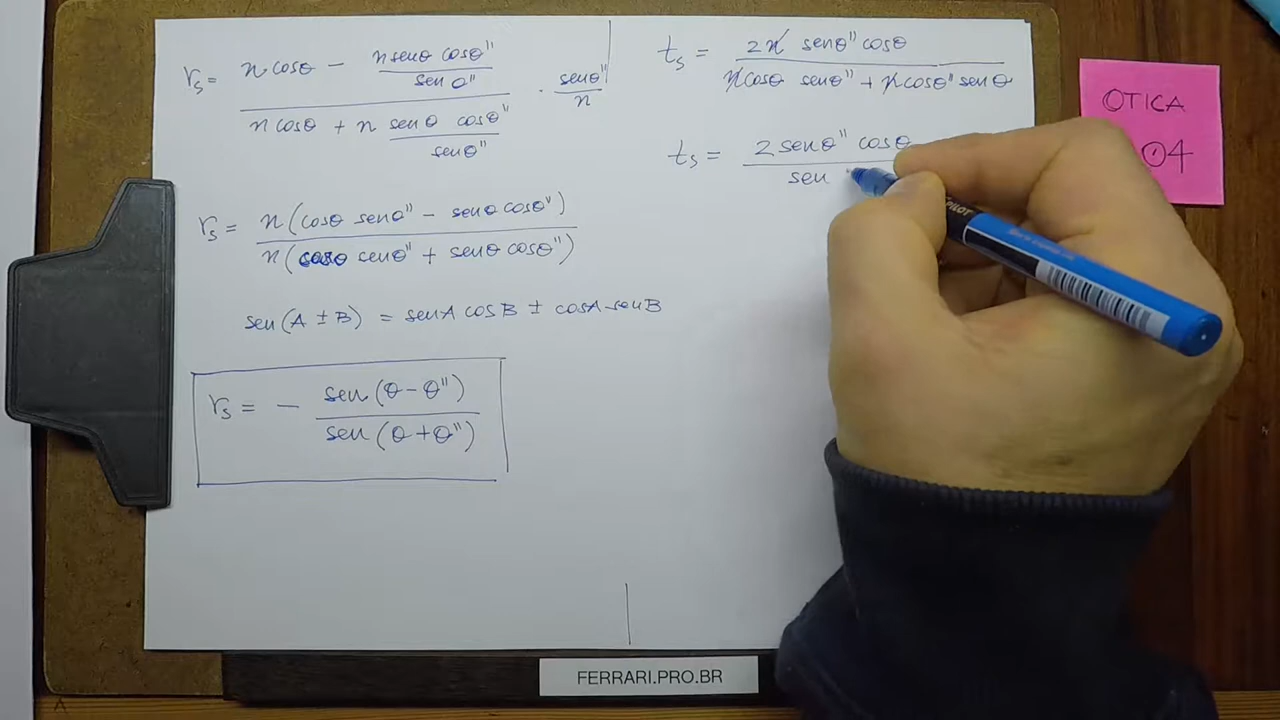 rₛ = (n cosθ − (n senθ cosθ'')/(senθ''))/(n cosθ + n (senθ cosθ'')/(senθ'')) · senθ''/n
rₛ = n(cosθ senθ'' − senθ cosθ'')/n(cosθ senθ'' + senθ cosθ'')
sen(A ± B) = senA cosB ± cosA senB
rₛ = − sen(θ − θ'')/sen(θ + θ'')
tₛ = 2n senθ'' cosθ/(n cosθ senθ'' + n cosθ'' senθ)
tₛ = 2 senθ'' cosθ/sen
OTICA
04
PILOT
FERRARI.PRO.BR